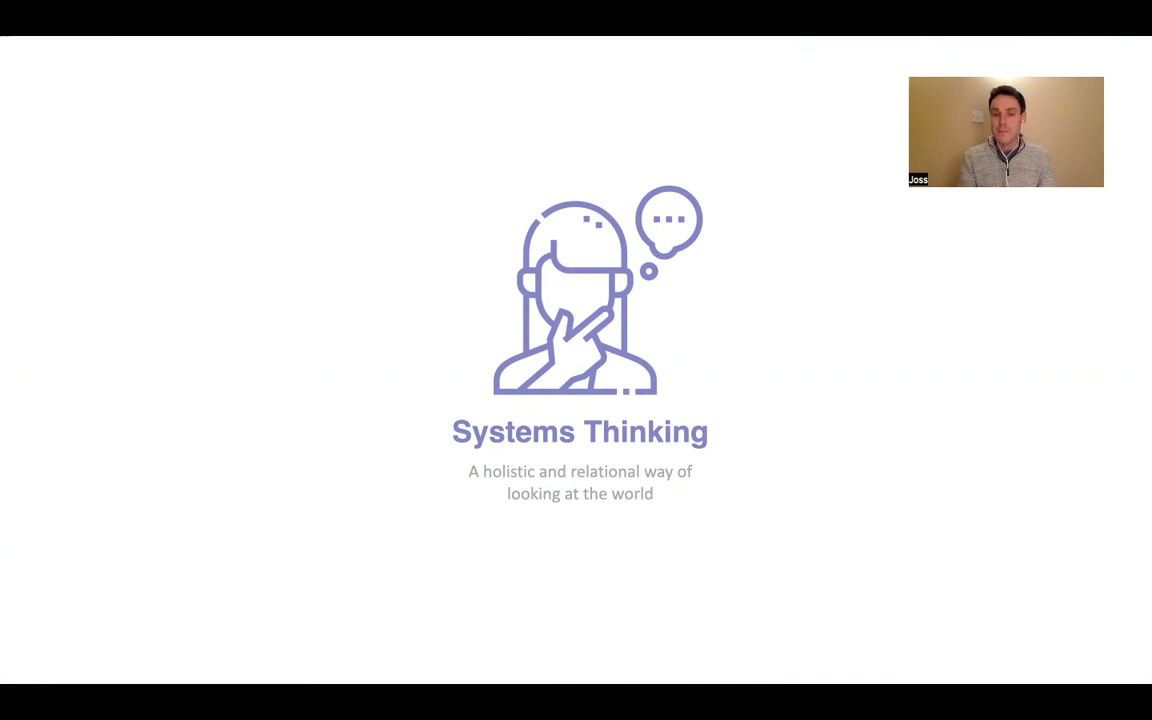 Joss
Systems Thinking
A holistic and relational way of
looking at the world